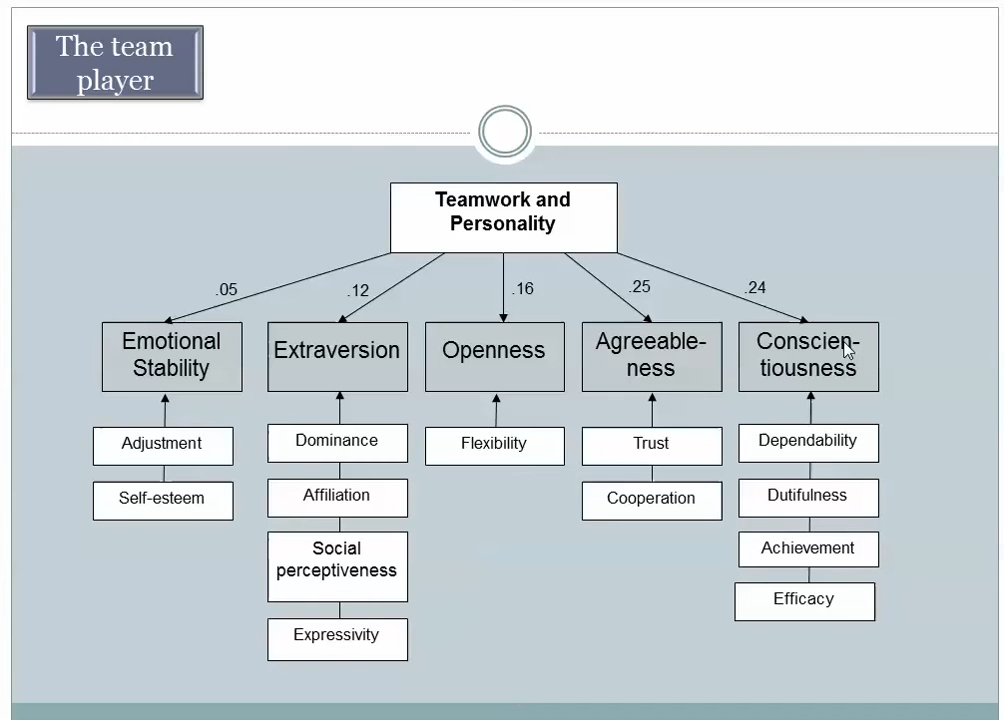 The team
player
Teamwork and
Personality
.05
.12
.16
.25
.24
Emotional
Stability
Extraversion
Openness
Agreeable-
ness
Conscien-
tiousness
Adjustment
Self-esteem
Dominance
Affiliation
Social
perceptiveness
Expressivity
Flexibility
Trust
Cooperation
Dependability
Dutifulness
Achievement
Efficacy